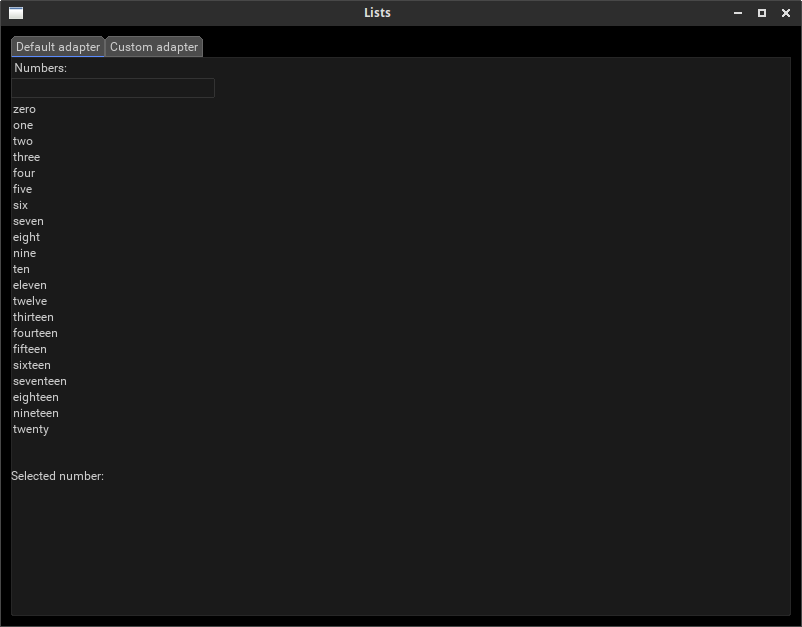 Lists
Default adapter Custom adapter
Numbers:
zero
one
two
three
four
five
six
seven
eight
nine
ten
eleven
twelve
thirteen
fourteen
fifteen
sixteen
seventeen
eighteen
nineteen
twenty
Selected number: